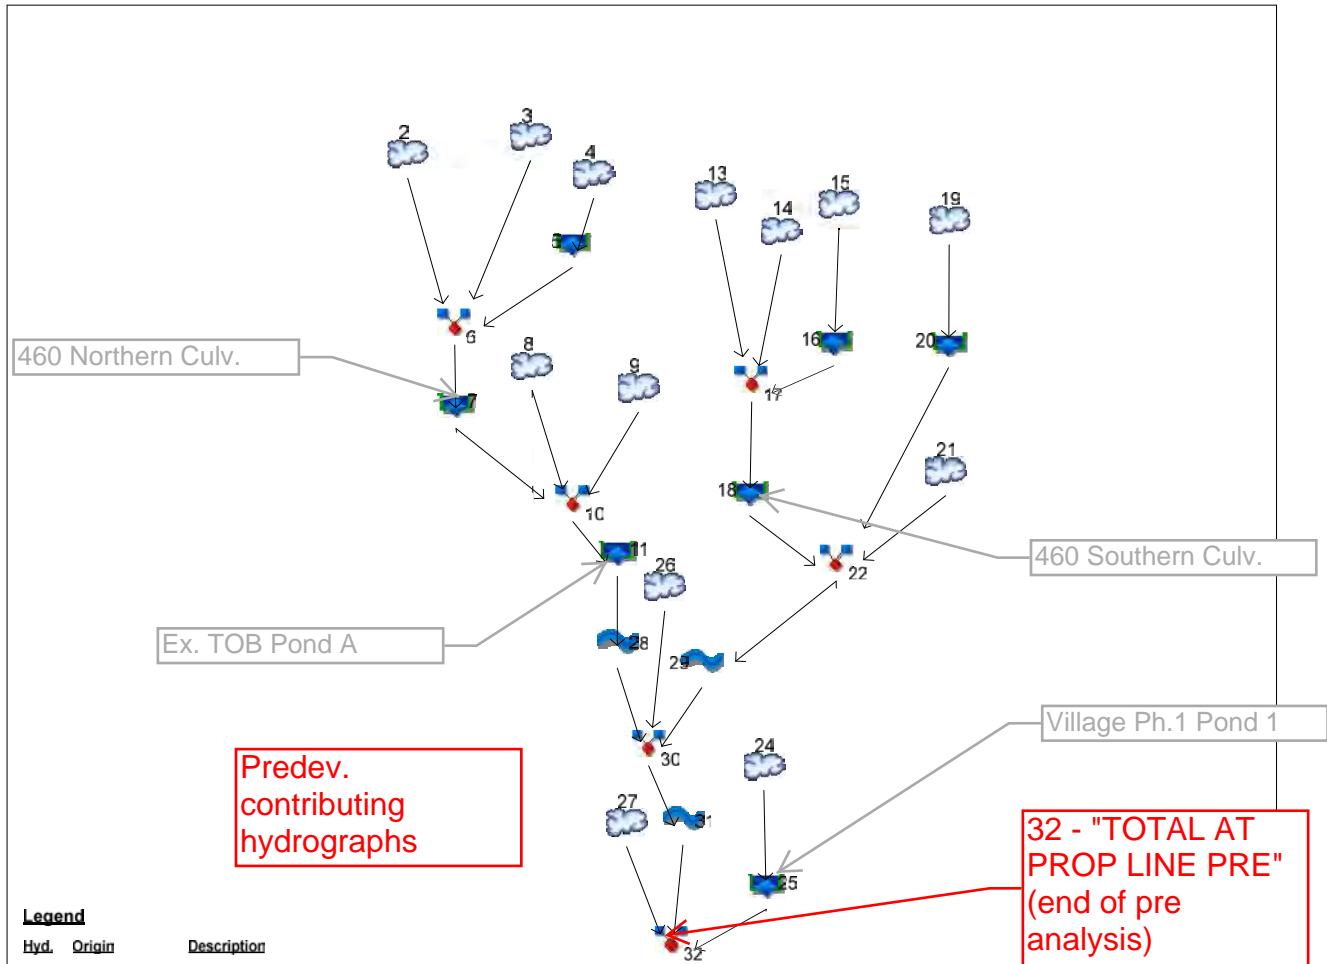 2
3
4
13
15
14
19
6
460 Northern Culv.
8
9
16
20
7
17
21
18
10
11
22
460 Southern Culv.
26
Ex. TOB Pond A
28
29
Village Ph.1 Pond 1
30
24
Predev.
contributing
hydrographs
27
31
32 - "TOTAL AT
PROP LINE PRE"
(end of pre
analysis)
25
32
Legend
Hyd. Origin Description